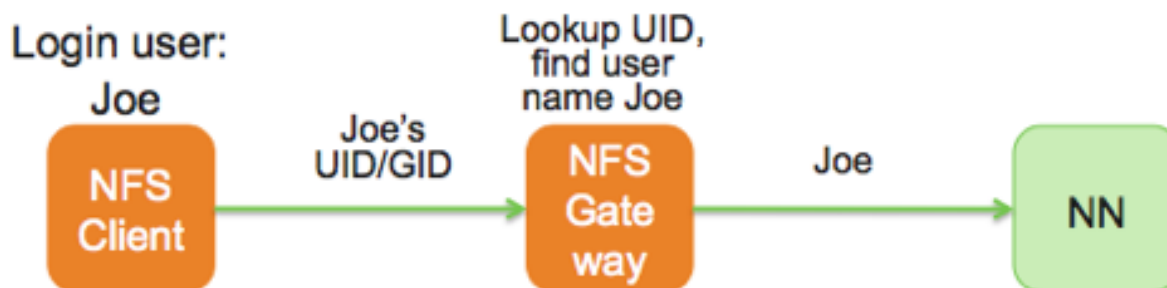 Login user:
Joe
NFS
Client
Joe's
UID/GID
Lookup UID,
find user
name Joe
NFS
Gate
way
Joe
NN